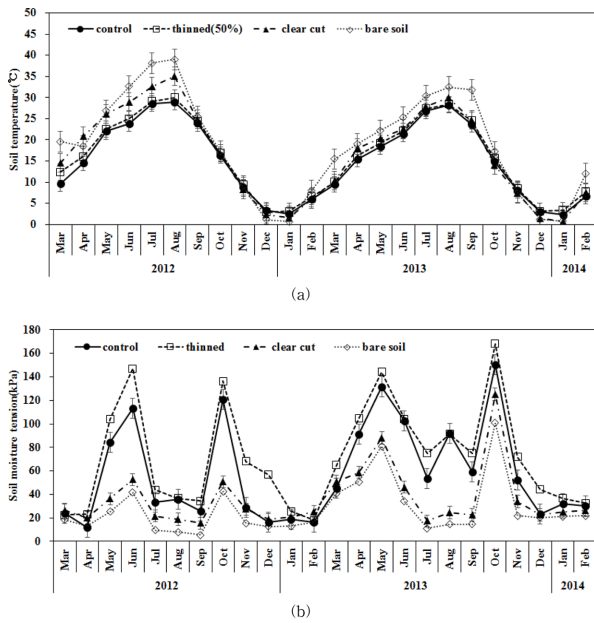 control thinned(50%) clear cut bare soil
Soil temperature(℃)
50
45
40
35
30
25
20
15
10
5
0
Mar Apr May Jun Jul Aug Sep Oct Nov Dec Jan Feb Mar Apr May Jun Jul Aug Sep Oct Nov Dec Jan Feb
2012 2013 2014
(a)
control thinned clear cut bare soil
Soil moisture tension(kPa)
180
160
140
120
100
80
60
40
20
0
Mar Apr May Jun Jul Aug Sep Oct Nov Dec Jan Feb Mar Apr May Jun Jul Aug Sep Oct Nov Dec Jan Feb
2012 2013 2014
(b)